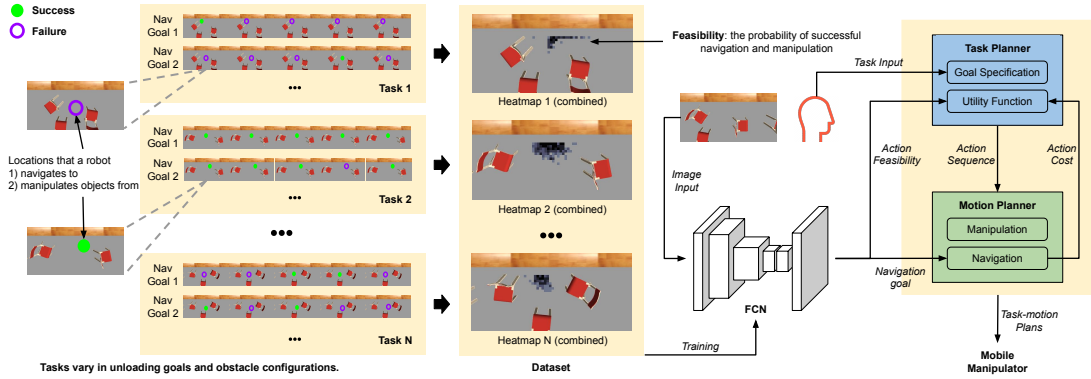 Success
Failure
Nav
Goal 1
Nav
Goal 2
Task 1
Locations that a robot
1) navigates to
2) manipulates objects from
Nav
Goal 1
Nav
Goal 2
Task 2
Nav
Goal 1
Nav
Goal 2
Task N
Tasks vary in unloading goals and obstacle configurations.
Heatmap 1 (combined)
Heatmap 2 (combined)
Heatmap N (combined)
Dataset
Feasibility: the probability of successful
navigation and manipulation
Task Input
Image
Input
FCN
Training
Task Planner
Goal Specification
Utility Function
Action
Feasibility
Action
Sequence
Action
Cost
Motion Planner
Manipulation
Navigation
Navigation
goal
Task-motion
Plans
Mobile
Manipulator